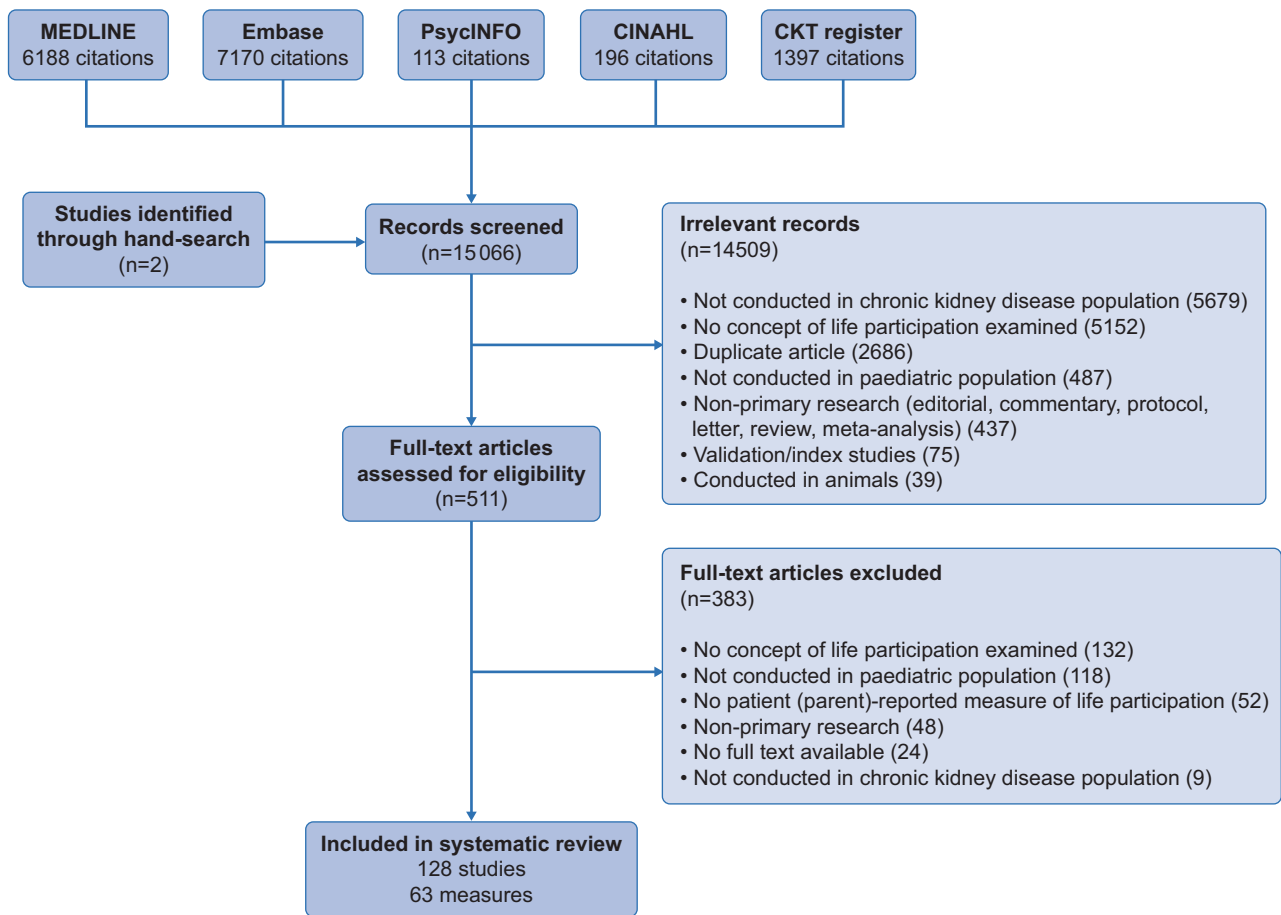 MEDLINE
6188 citations
Embase
7170 citations
PsycINFO
113 citations
CINAHL
196 citations
CKT register
1397 citations
Studies identified
through hand-search
(n=2)
Records screened
(n=15 066)
Irrelevant records
(n=14509)
• Not conducted in chronic kidney disease population (5679)
• No concept of life participation examined (5152)
• Duplicate article (2686)
• Not conducted in paediatric population (487)
• Non-primary research (editorial, commentary, protocol,
letter, review, meta-analysis) (437)
• Validation/index studies (75)
• Conducted in animals (39)
Full-text articles
assessed for eligibility
(n=511)
Full-text articles excluded
(n=383)
• No concept of life participation examined (132)
• Not conducted in paediatric population (118)
• No patient (parent)-reported measure of life participation (52)
• Non-primary research (48)
• No full text available (24)
• Not conducted in chronic kidney disease population (9)
Included in systematic review
128 studies
63 measures